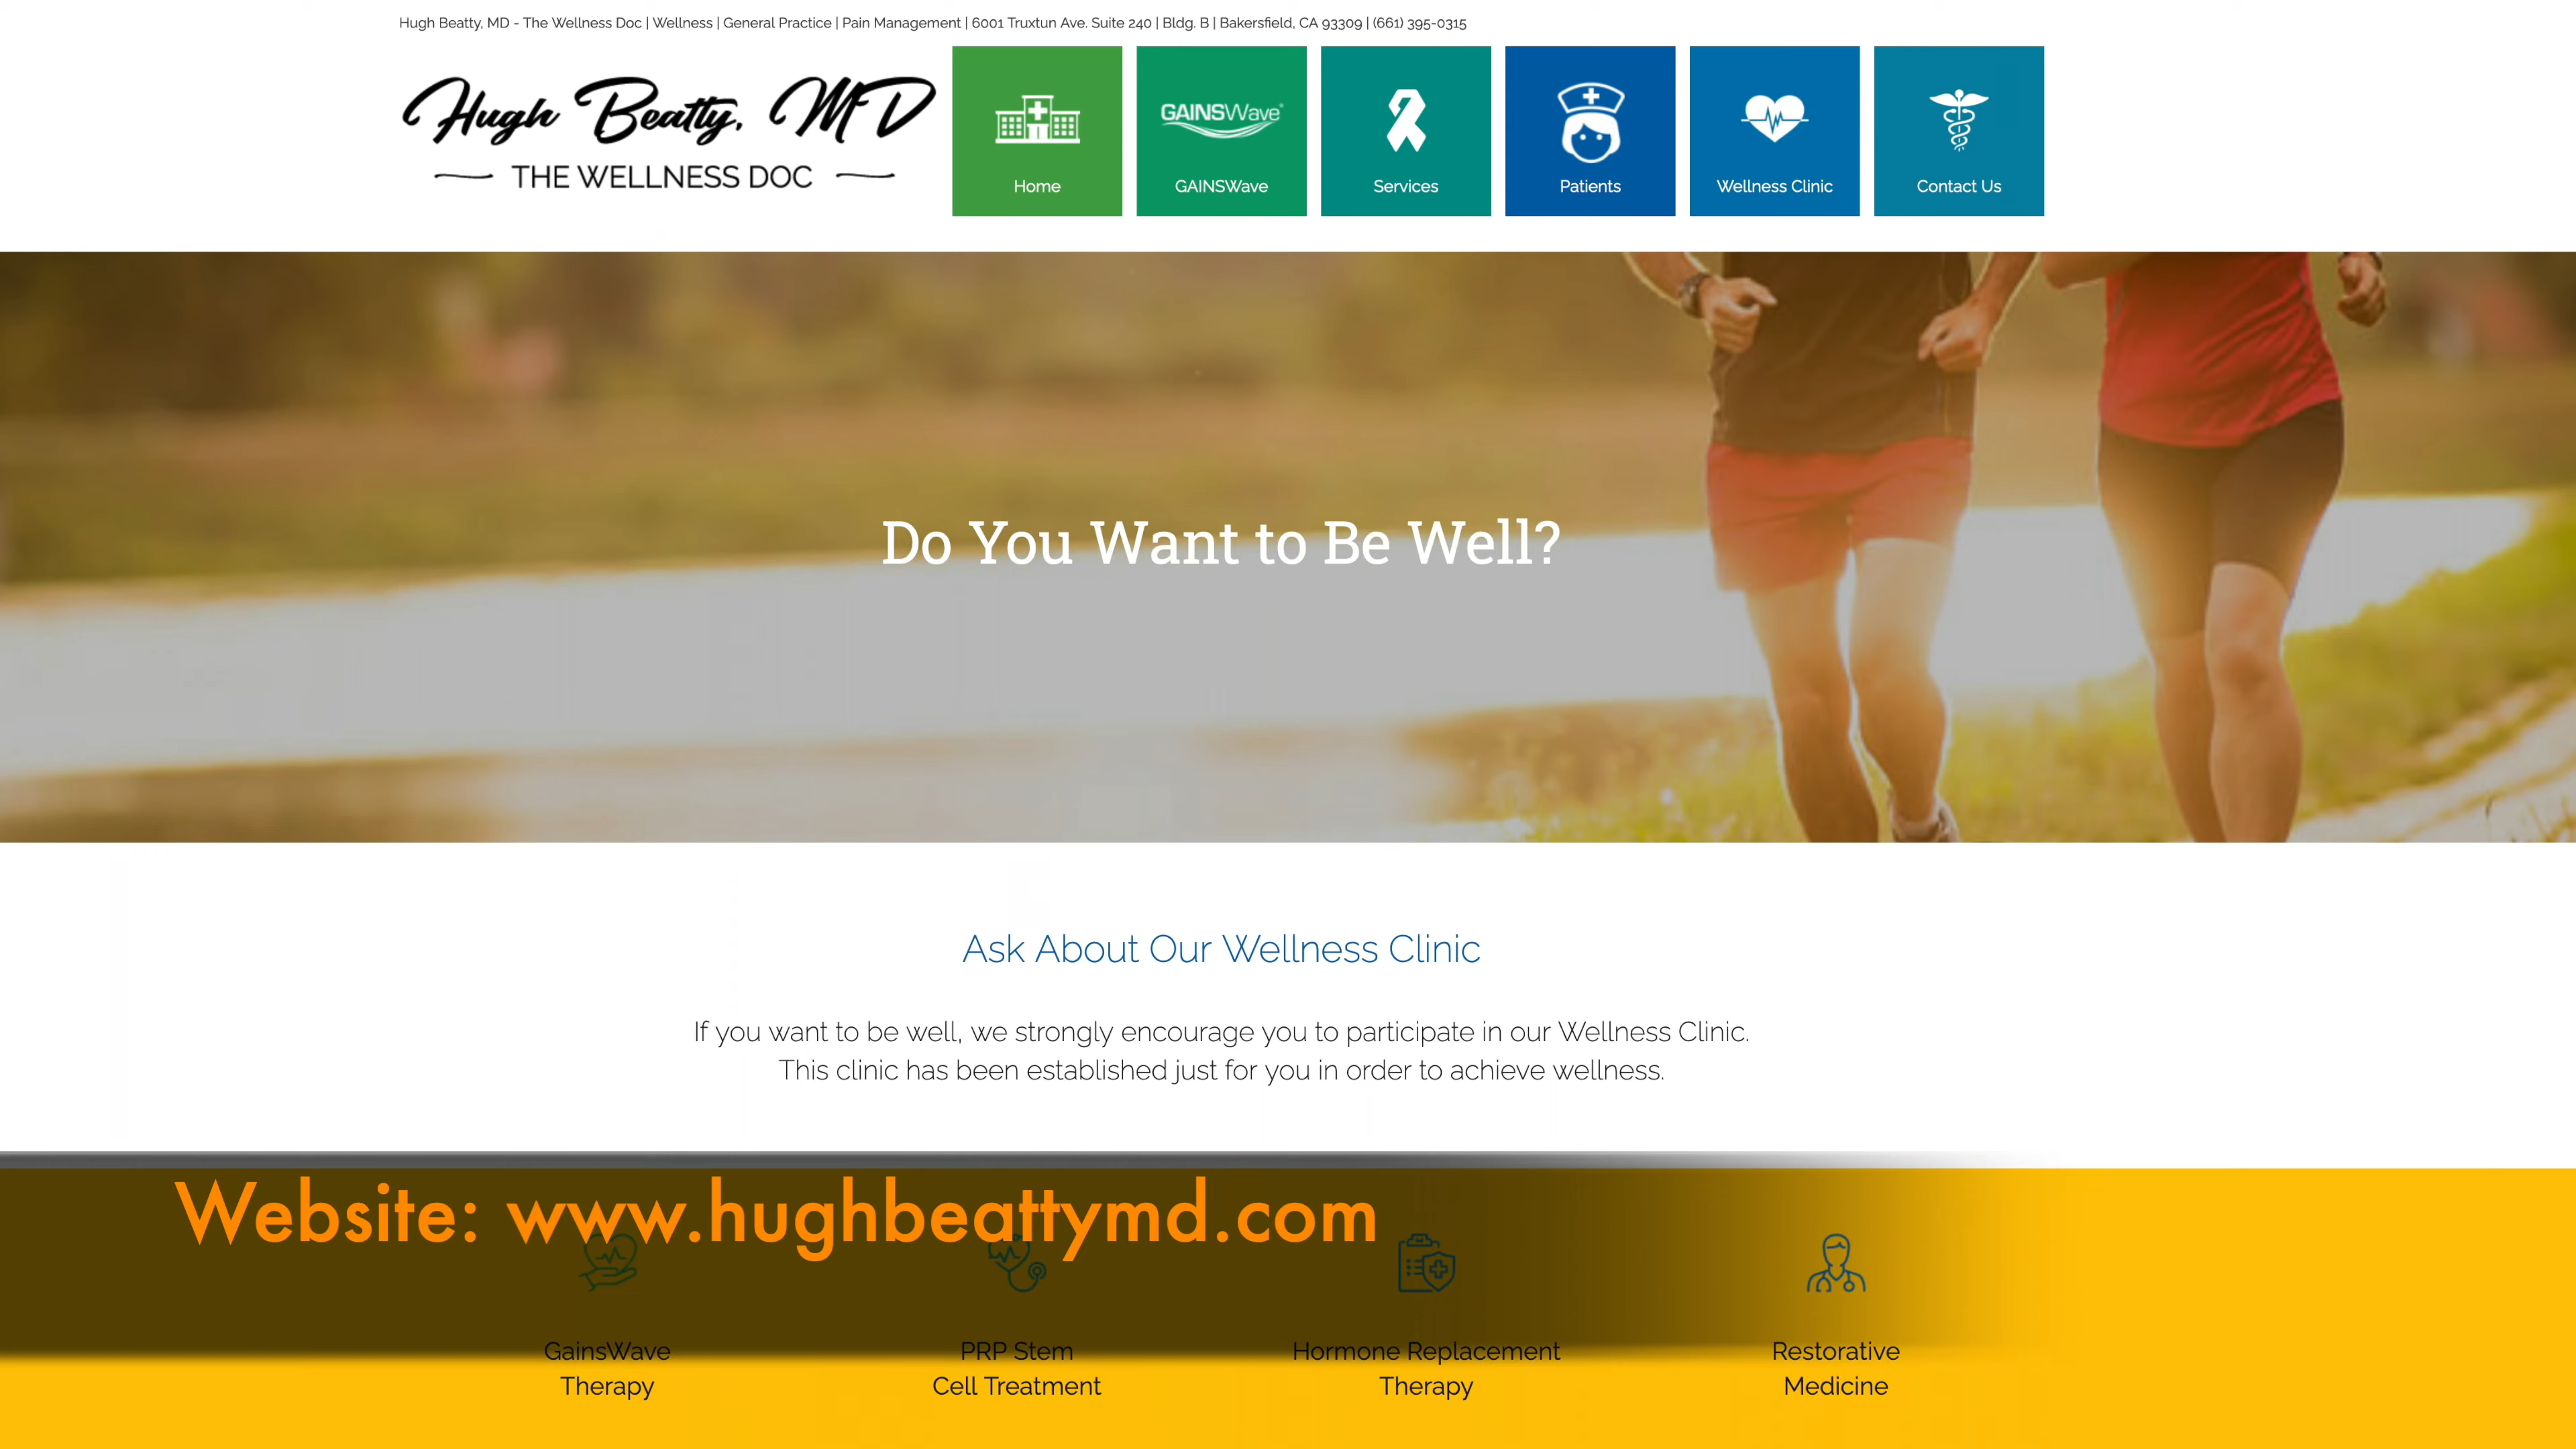 Hugh Beatty, MD - The Wellness Doc | Wellness | General Practice | Pain Management | 6001 Truxtun Ave. Suite 240 | Bldg. B | Bakersfield, CA 93309 | (661) 395-0315
Hugh Beatty, MD
THE WELLNESS DOC
GAINSWave®
Home
GAINSWave
Services
Patients
Wellness Clinic
Contact Us
Do You Want to Be Well?
Ask About Our Wellness Clinic
If you want to be well, we strongly encourage you to participate in our Wellness Clinic.
This clinic has been established just for you in order to achieve wellness.
Website: www.hughbeattymd.com
GainsWave
Therapy
PRP Stem
Cell Treatment
Hormone Replacement
Therapy
Restorative
Medicine